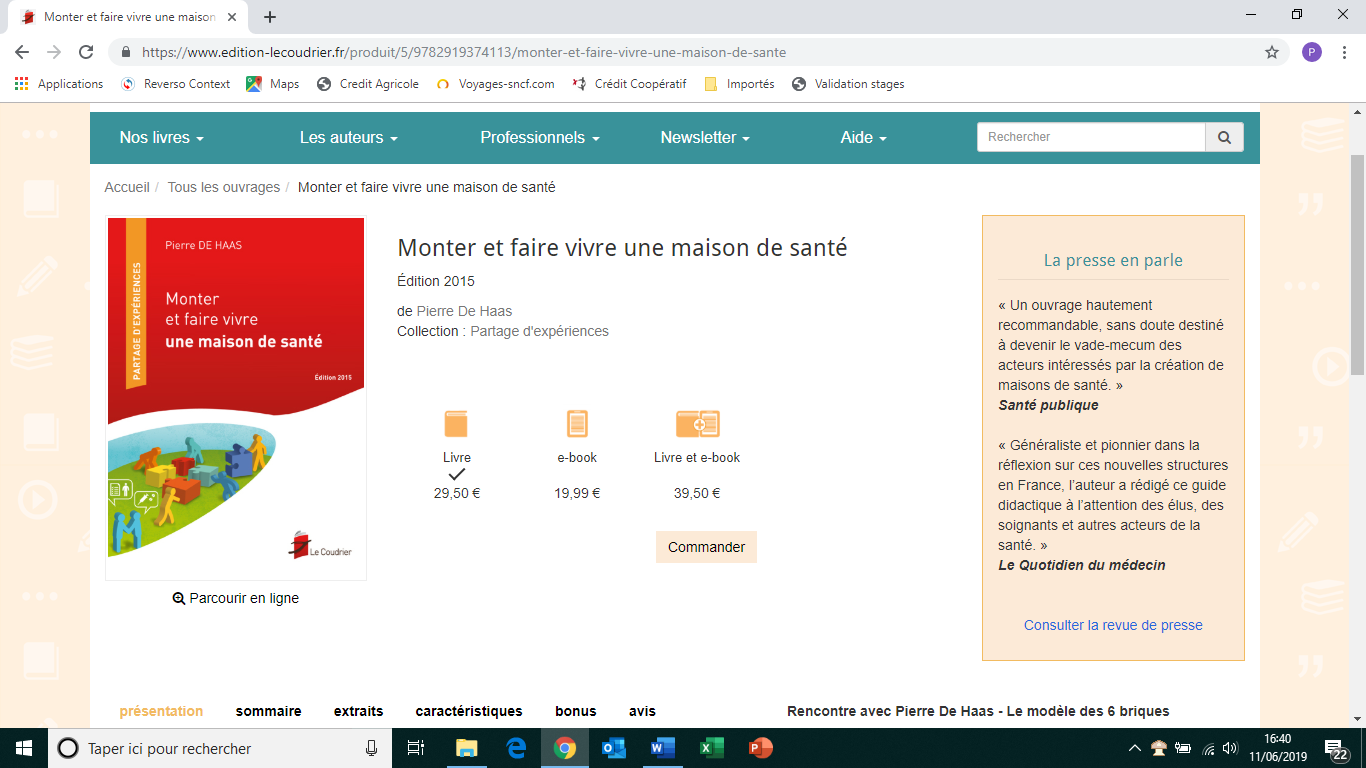 Monter et faire vivre une maison
https://www.edition-lecoudrier.fr/produit/5/9782919374113/monter-et-faire-vivre-une-maison-de-sante
P
Applications Reverso Context Maps Credit Agricole Voyages-sncf.com Crédit Coopératif Importés Validation stages
Nos livres Les auteurs Professionnels Newsletter Aide Rechercher
Accueil / Tous les ouvrages / Monter et faire vivre une maison de santé
PARTAGE D'EXPÉRIENCES
Pierre DE HAAS
Monter
et faire vivre
une maison de santé
Édition 2015
Le Coudrier
Parcourir en ligne
Monter et faire vivre une maison de santé
Édition 2015
de Pierre De Haas
Collection : Partage d'expériences
Livre e-book Livre et e-book
29,50 € 19,99 € 39,50 €
Commander
La presse en parle
« Un ouvrage hautement
recommandable, sans doute destiné
à devenir le vade-mecum des
acteurs intéressés par la création de
maisons de santé. »
Santé publique
« Généraliste et pionnier dans la
réflexion sur ces nouvelles structures
en France, l'auteur a rédigé ce guide
didactique à l'attention des élus, des
soignants et autres acteurs de la
santé. »
Le Quotidien du médecin
Consulter la revue de presse
présentation sommaire extraits caractéristiques bonus avis
Rencontre avec Pierre De Haas - Le modèle des 6 briques
Taper ici pour rechercher
16:40
11/06/2019
22